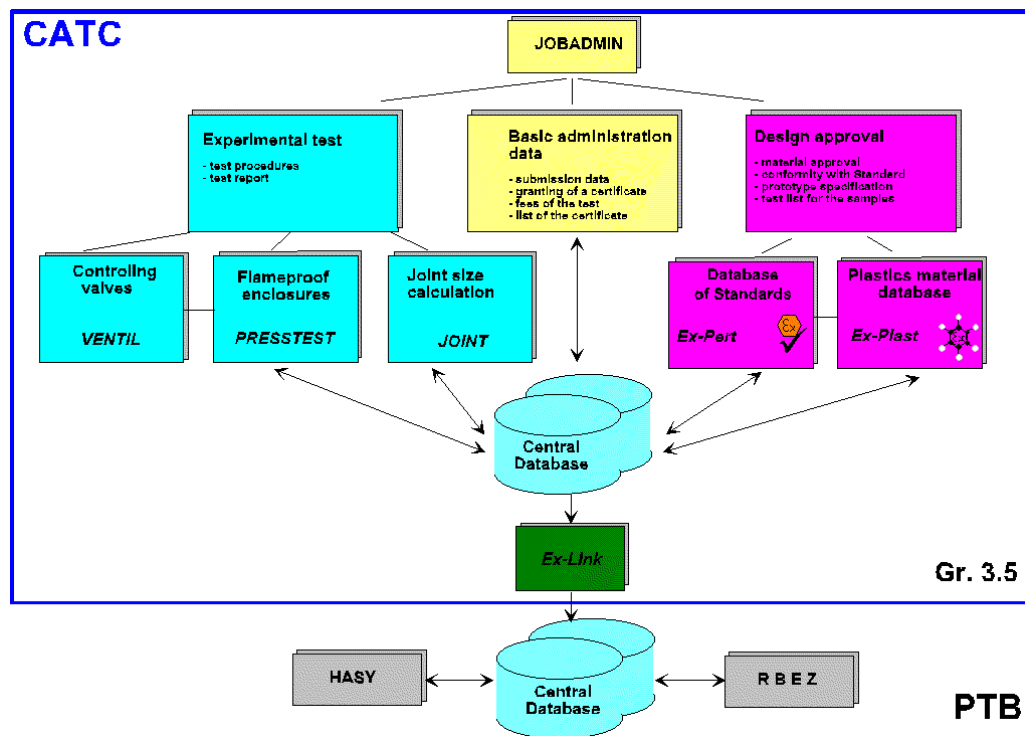 CATC
JOBADMIN
Experimental test
- test procedures
- test report
Basic administration
data
- submission data
- granting of a certificate
- fees of the test
- list of the certificate
Design approval
- material approval
- conformity with Standard
- prototype specification
- test list for the samples
Controling
valves
VENTIL
Flameproof
enclosures
PRESSTEST
Joint size
calculation
JOINT
Database
of Standards
Ex-Pert
Ex
Plastics material
database
Ex-Plast
Ex
Central
Database
Ex-Link
Gr. 3.5
HASY
Central
Database
R B E Z
PTB